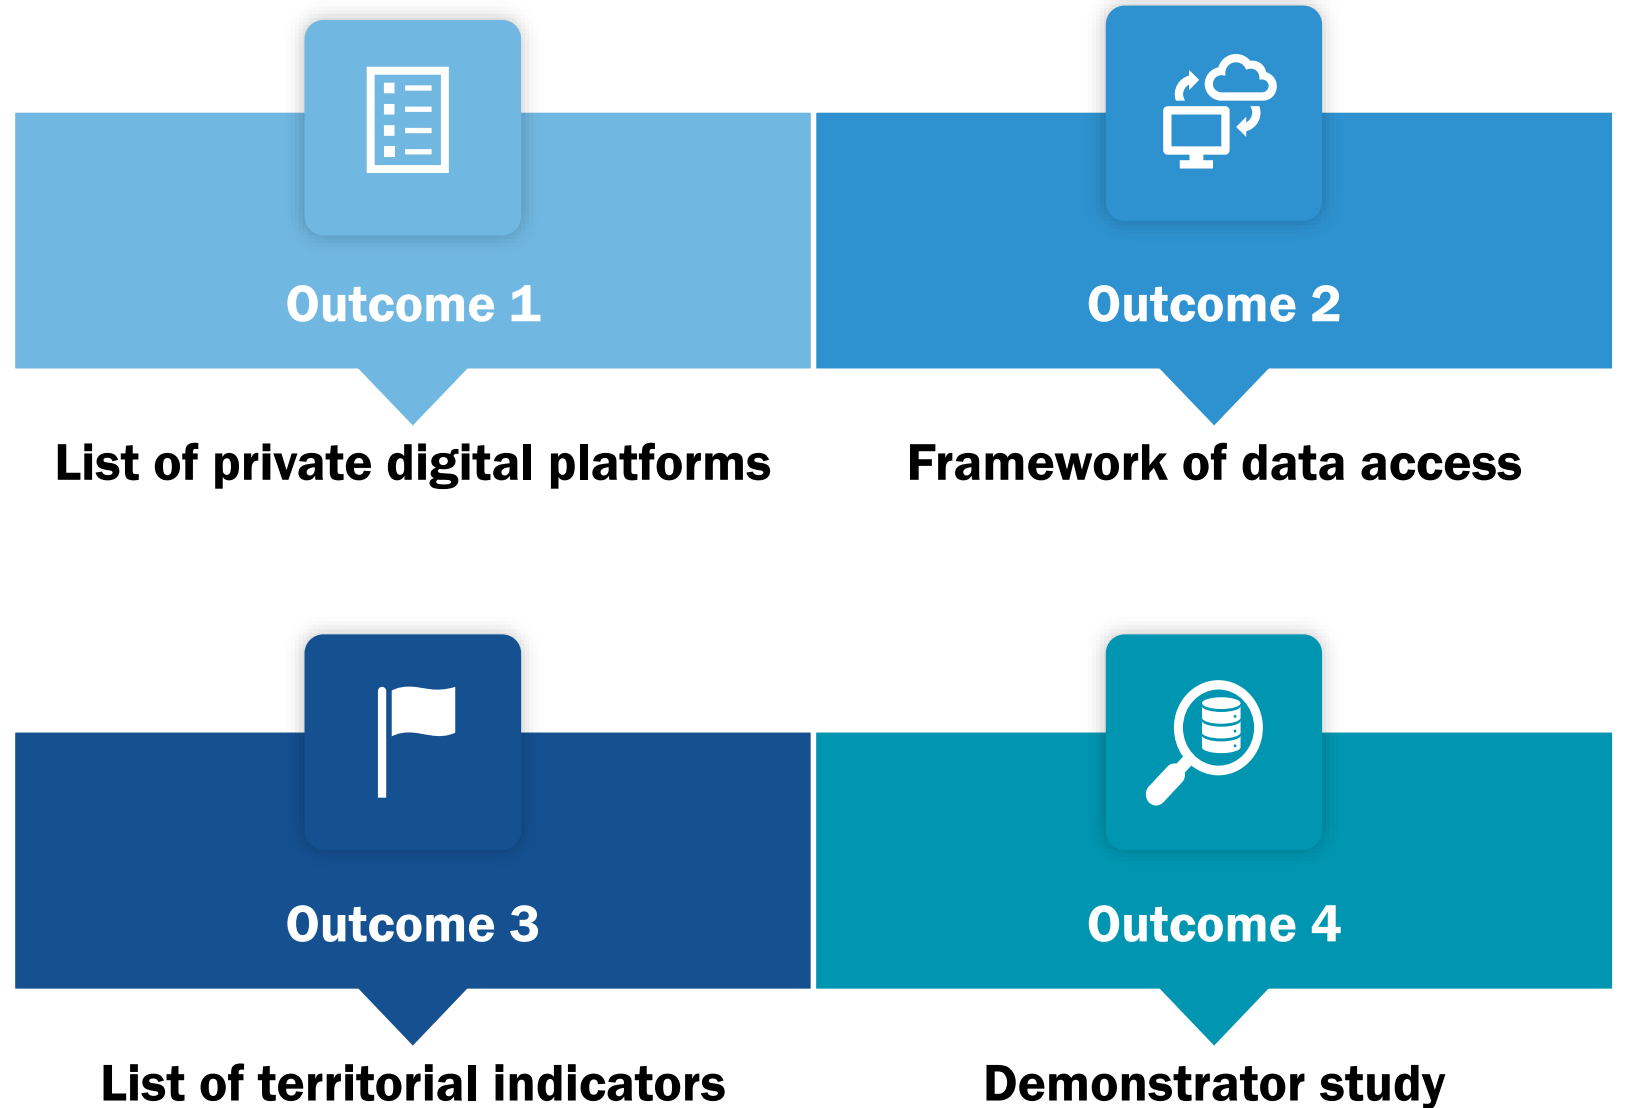 Outcome 1
Outcome 2
List of private digital platforms
Framework of data access
Outcome 3
Outcome 4
List of territorial indicators
Demonstrator study